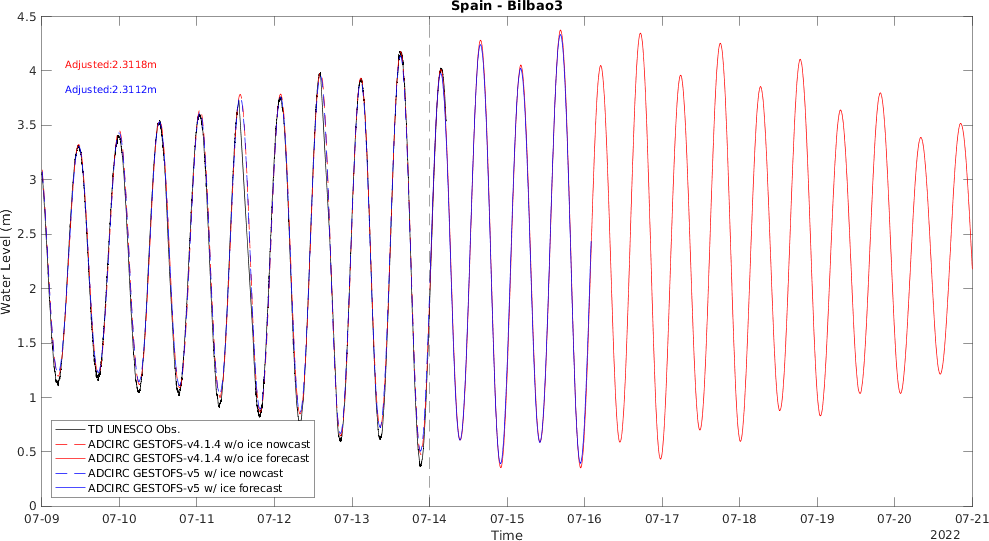 Spain - Bilbao3
Adjusted:2.3118m
Adjusted:2.3112m
Water Level (m)
4.5
4
3.5
3
2.5
2
1.5
1
0.5
0
TD UNESCO Obs.
ADCIRC GESTOFS-v4.1.4 w/o ice nowcast
ADCIRC GESTOFS-v4.1.4 w/o ice forecast
ADCIRC GESTOFS-v5 w/ ice nowcast
ADCIRC GESTOFS-v5 w/ ice forecast
07-09 07-10 07-11 07-12 07-13 07-14 07-15 07-16 07-17 07-18 07-19 07-20 07-21
Time
2022